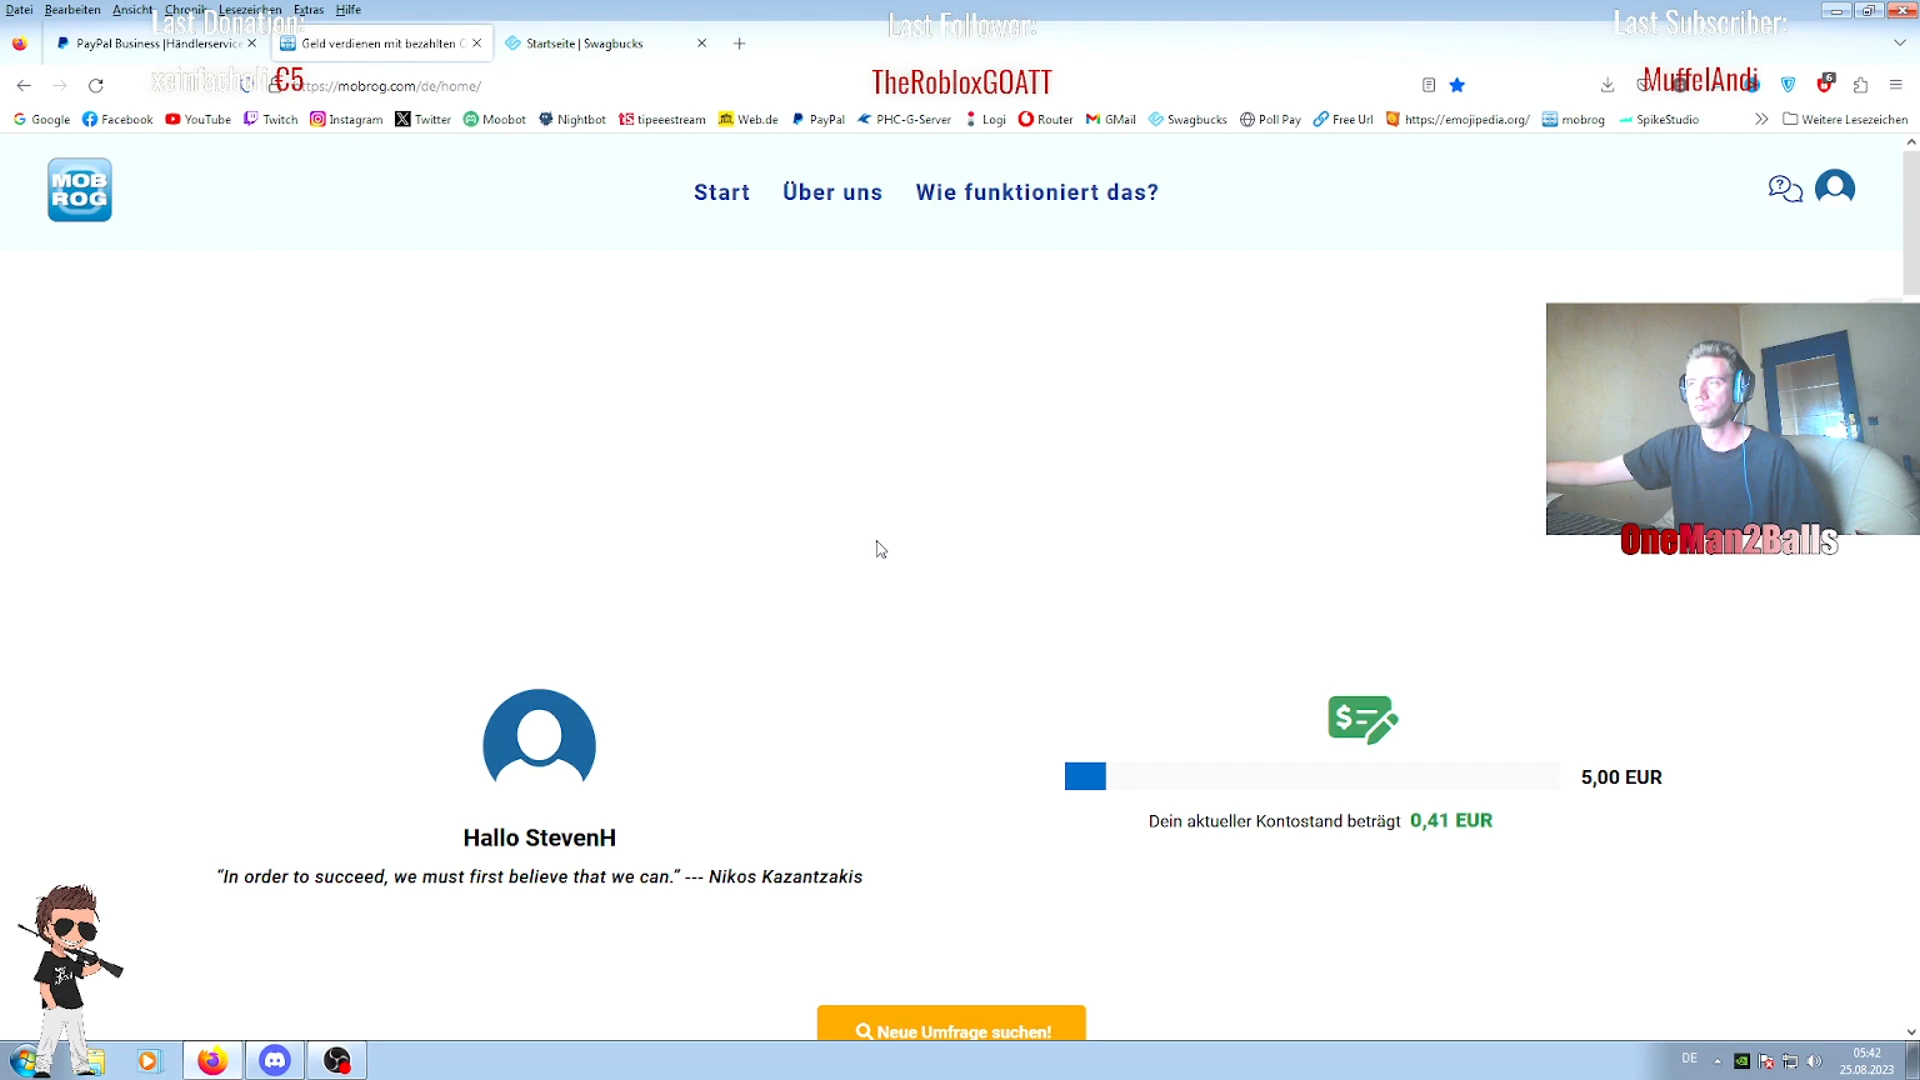 Datei Bearbeiten Ansicht Chronik Lesezeichen Extras Hilfe
Last Donation:
Last Follower:
Last Subscriber:
PayPal Business |Händlerservice
Geld verdienen mit bezahlten
Startseite | Swagbucks
€5
https://mobrog.com/de/home/
TheRobloxGOATT
MuffelAndi
6
Google Facebook YouTube Twitch Instagram Twitter Moobot Nightbot tipeeestream Web.de PayPal PHC-G-Server Logi Router GMail Swagbucks Poll Pay Free Url https://emojipedia.org/ mobrog SpikeStudio Weitere Lesezeichen
MOB
ROG
Start Über uns Wie funktioniert das?
OneMan2Balls
5,00 EUR
Dein aktueller Kontostand beträgt 0,41 EUR
Hallo StevenH
“In order to succeed, we must first believe that we can.” --- Nikos Kazantzakis
Neue Umfrage suchen!
DE
05:42
25.08.2023